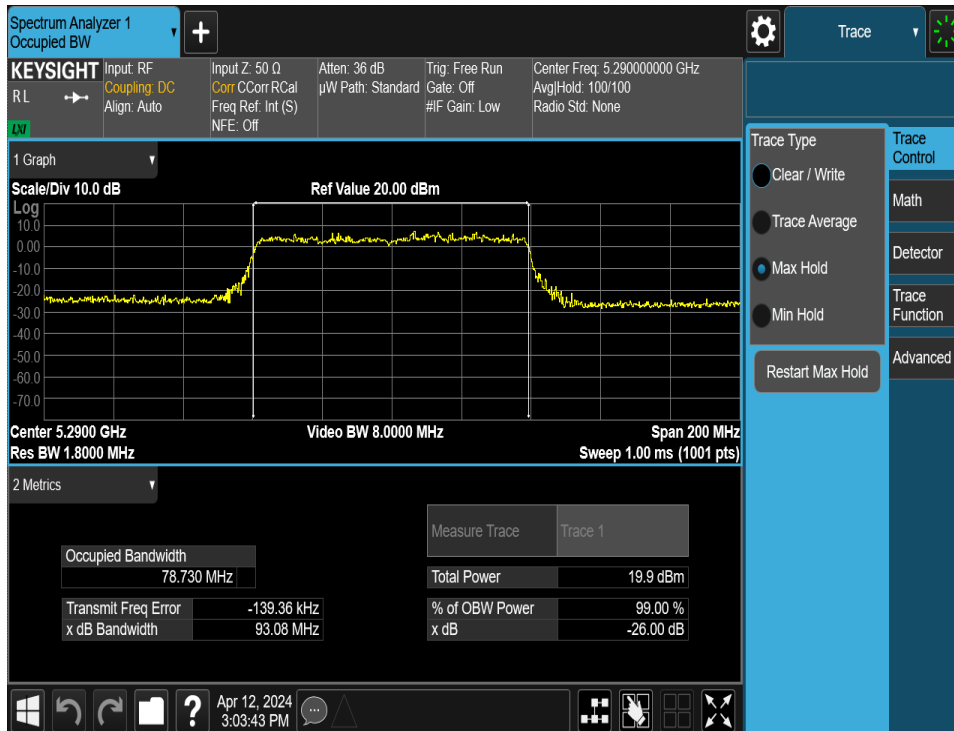 Spectrum Analyzer 1
Occupied BW
+
Trace
KEYSIGHT
R L
LXI
Input: RF
Coupling: DC
Align: Auto
Input Z: 50 Ω
Corr CCorr RCal
Freq Ref: Int (S)
NFE: Off
Atten: 36 dB
µW Path: Standard
Trig: Free Run
Gate: Off
#IF Gain: Low
Center Freq: 5.290000000 GHz
Avg|Hold: 100/100
Radio Std: None
1 Graph
Scale/Div 10.0 dB
Ref Value 20.00 dBm
Log
10.0
0.00
-10.0
-20.0
-30.0
-40.0
-50.0
-60.0
-70.0
Center 5.2900 GHz
Video BW 8.0000 MHz
Span 200 MHz
Res BW 1.8000 MHz
Sweep 1.00 ms (1001 pts)
2 Metrics
Measure Trace
Trace 1
Occupied Bandwidth
78.730 MHz
Total Power
19.9 dBm
Transmit Freq Error
-139.36 kHz
% of OBW Power
99.00 %
x dB Bandwidth
93.08 MHz
x dB
-26.00 dB
Trace Type
Clear / Write
Trace Average
Max Hold
Min Hold
Restart Max Hold
Trace
Control
Math
Detector
Trace
Function
Advanced
?
Apr 12, 2024
3:03:43 PM